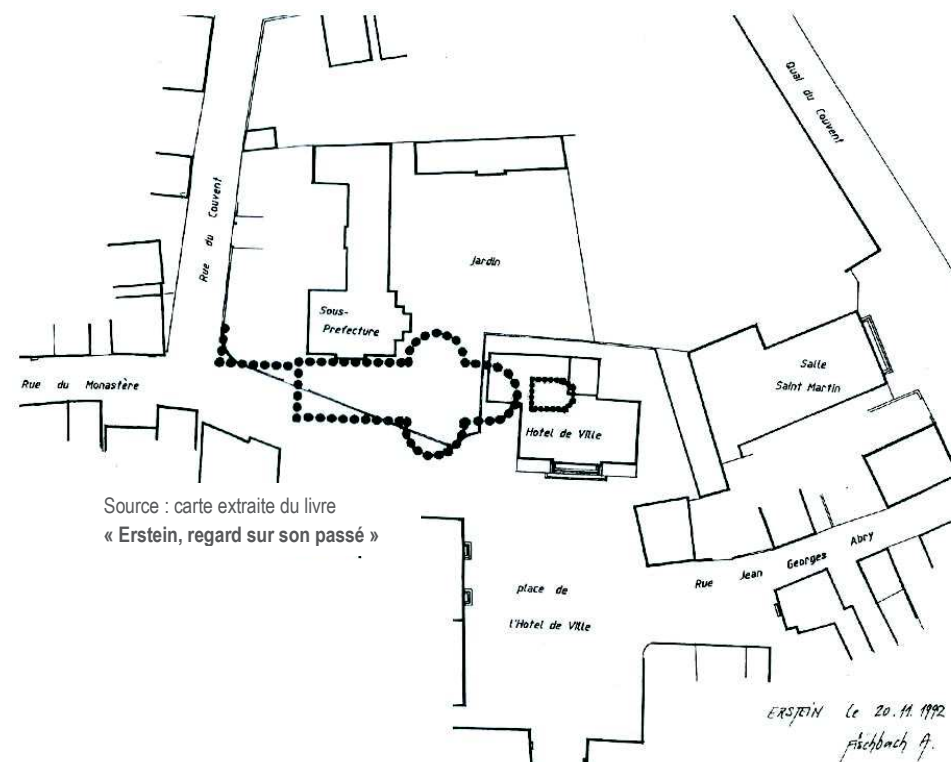 Quai du Couvent
Rue du Couvent
Jardin
Sous-
Prefecture
Salle
Saint Martin
Rue du Monastère
Hotel de Ville
Source : carte extraite du livre
« Erstein, regard sur son passé »
Rue Jean Georges Abry
place de
l'Hotel de Ville
ERSTEIN le 20.11.1992
Fischbach A.